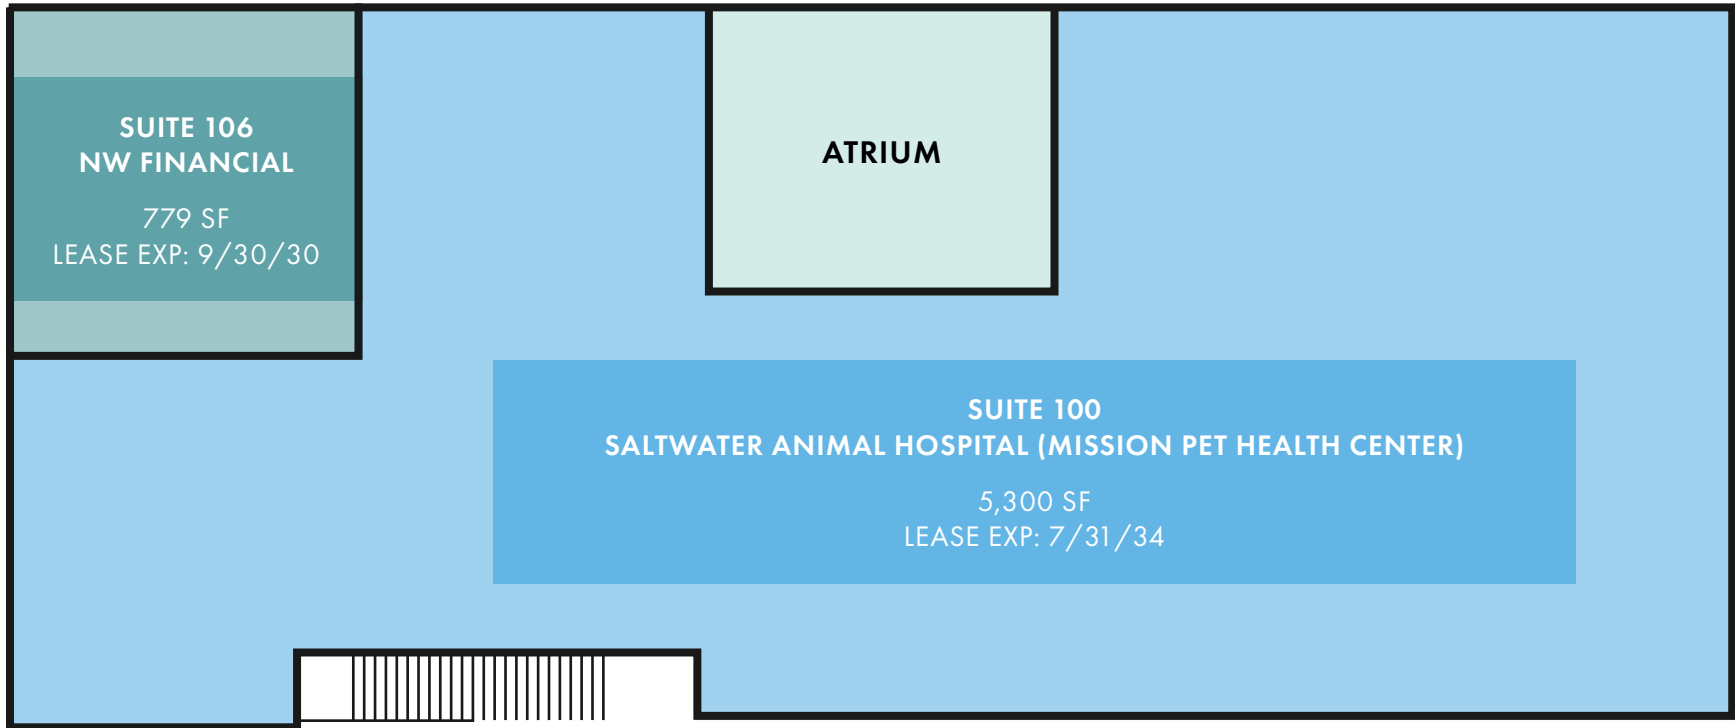 SUITE 106
NW FINANCIAL
779 SF
LEASE EXP: 9/30/30
ATRIUM
SUITE 100
SALTWATER ANIMAL HOSPITAL (MISSION PET HEALTH CENTER)
5,300 SF
LEASE EXP: 7/31/34